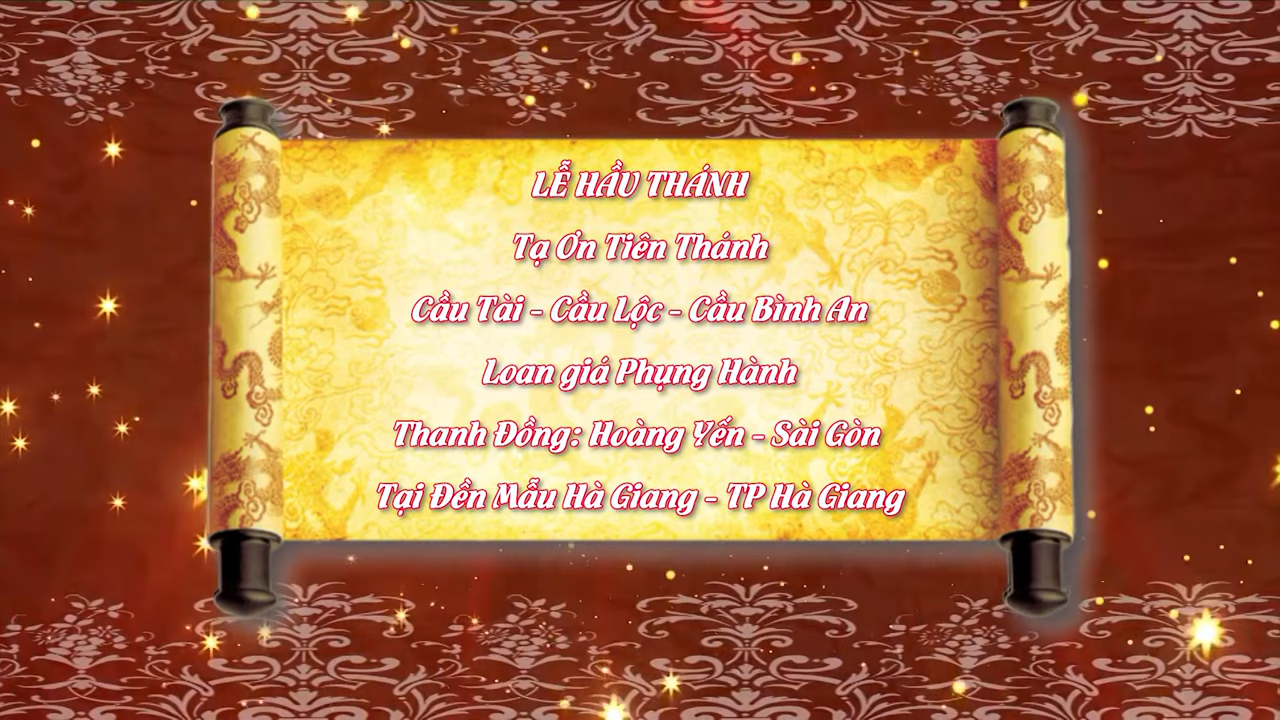 LỄ HẦU THÁNH
Tạ Ơn Tiên Thánh
Cầu Tài - Cầu Lộc - Cầu Bình An
Loan giá Phụng Hành
Thanh Đồng: Hoàng Yến - Sài Gòn
Tại Đền Mẫu Hà Giang - TP Hà Giang